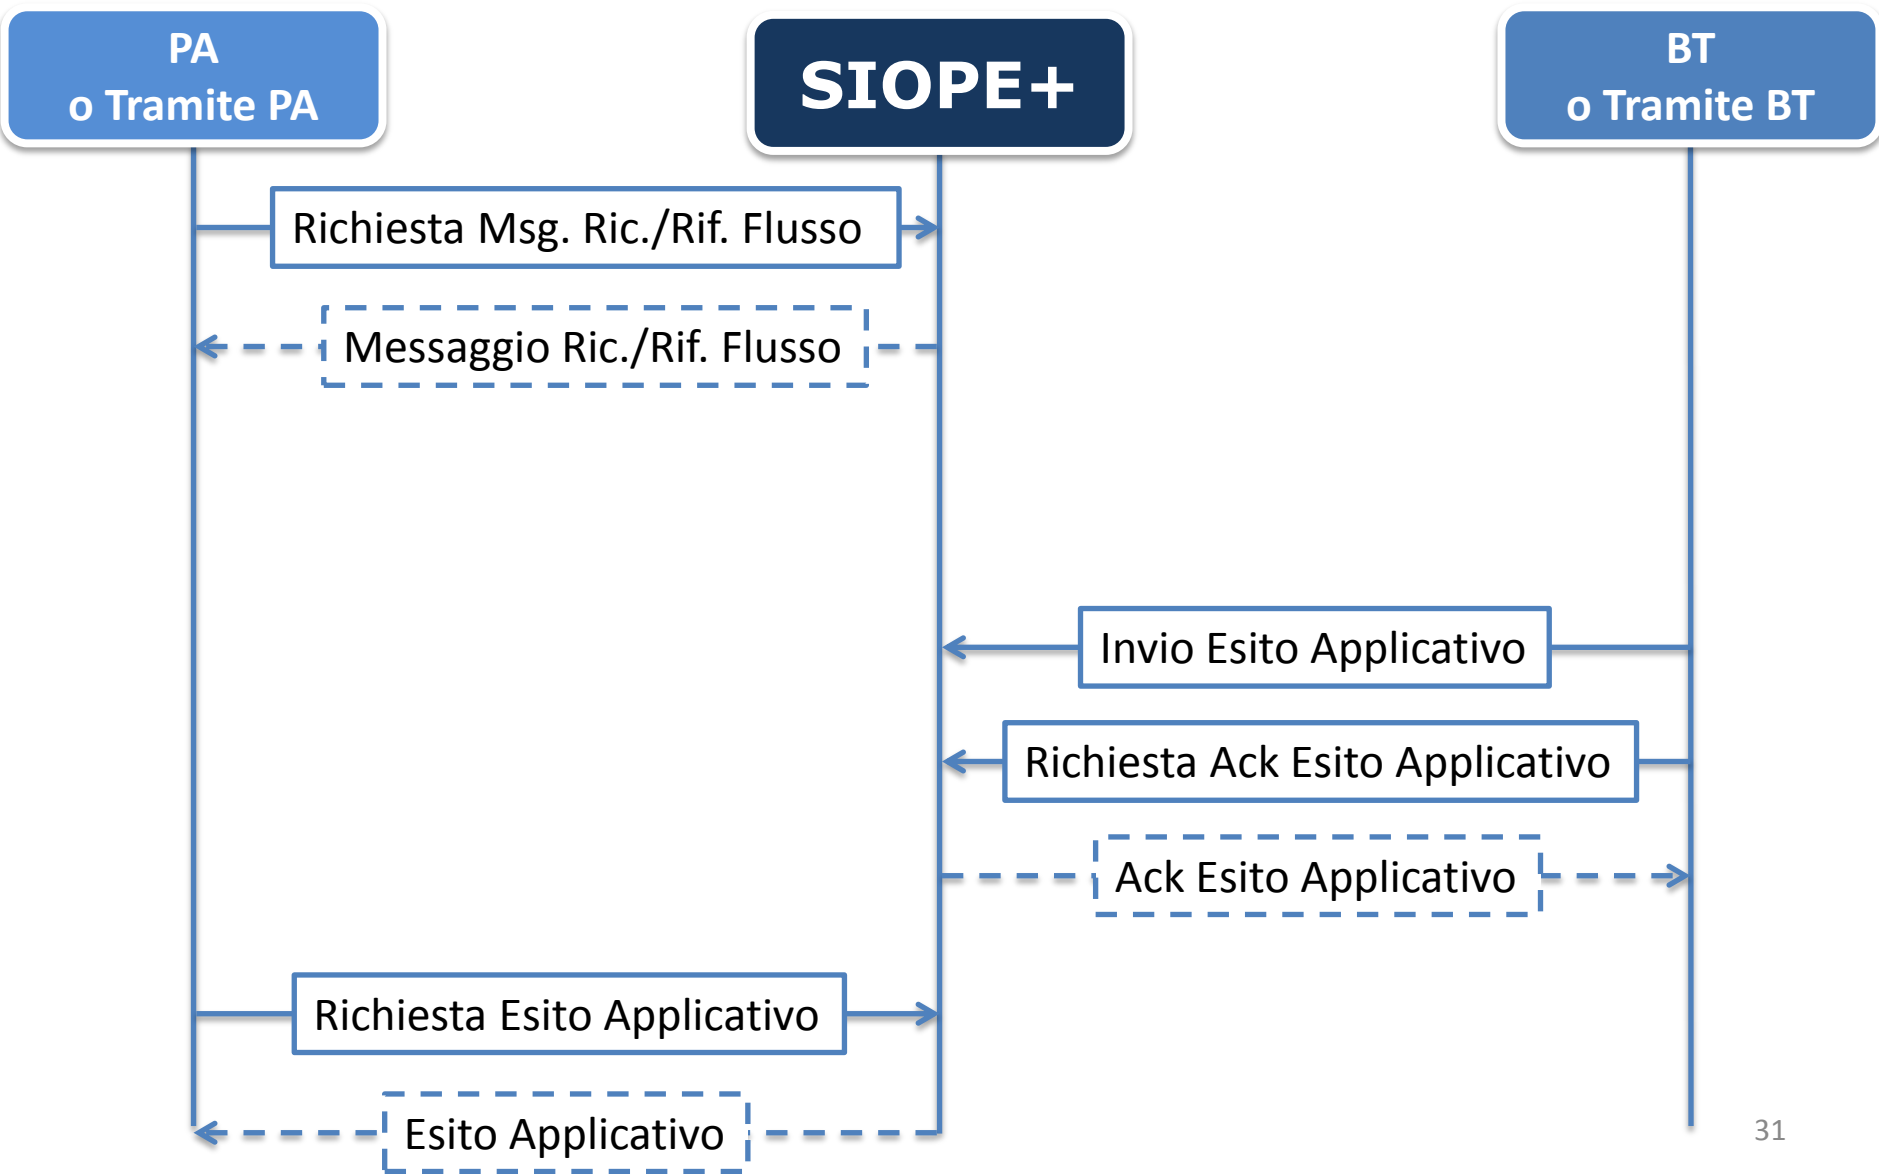 PA
o Tramite PA
SIOPE+
BT
o Tramite BT
Richiesta Msg. Ric./Rif. Flusso
Messaggio Ric./Rif. Flusso
Invio Esito Applicativo
Richiesta Ack Esito Applicativo
Ack Esito Applicativo
Richiesta Esito Applicativo
Esito Applicativo
31